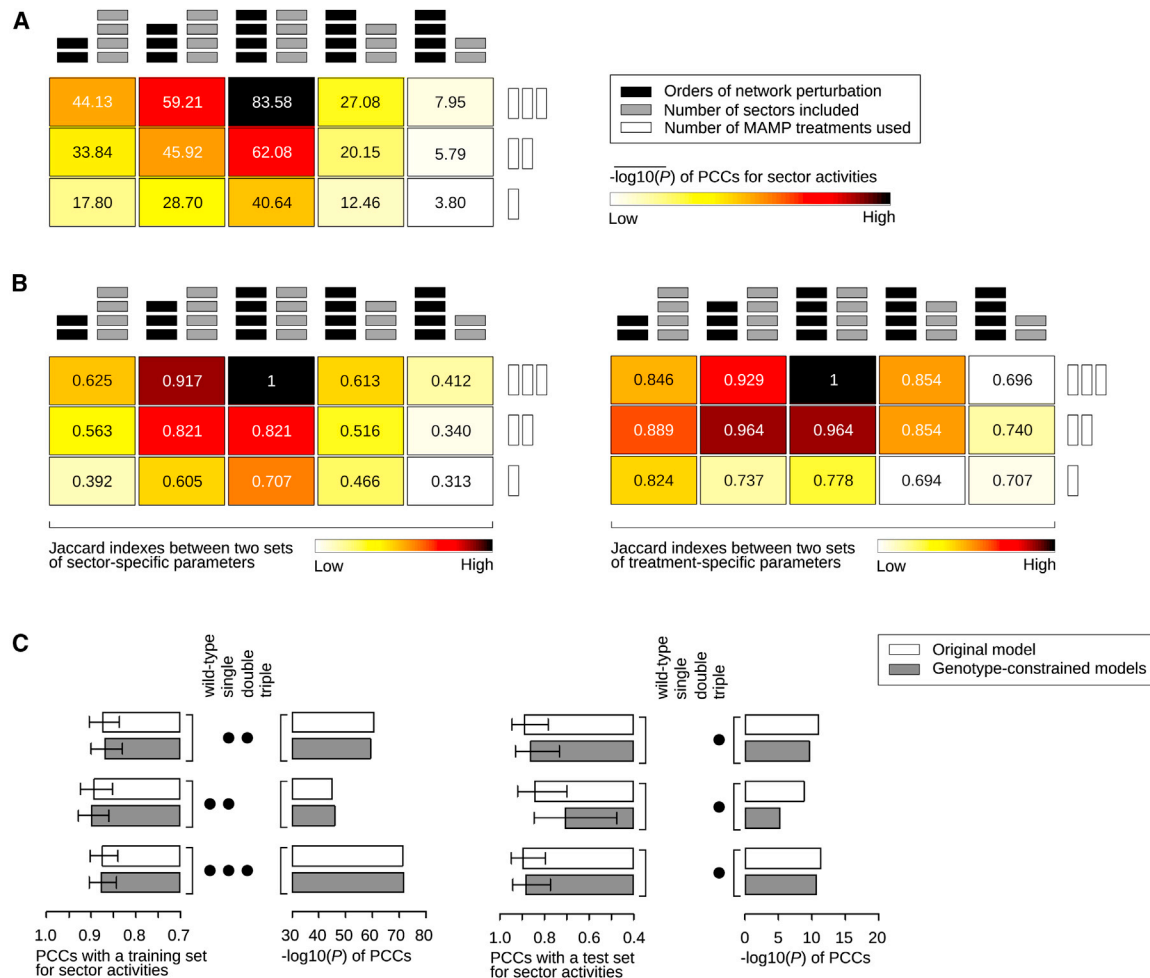 A
44.13 59.21 83.58 27.08 7.95
33.84 45.92 62.08 20.15 5.79
17.80 28.70 40.64 12.46 3.80
Orders of network perturbation
Number of sectors included
Number of MAMP treatments used
-log10(P) of PCCs for sector activities
Low High
B
0.625 0.917 1 0.613 0.412
0.563 0.821 0.821 0.516 0.340
0.392 0.605 0.707 0.466 0.313
Jaccard indexes between two sets
of sector-specific parameters
Low High
0.846 0.929 1 0.854 0.696
0.889 0.964 0.964 0.854 0.740
0.824 0.737 0.778 0.694 0.707
Jaccard indexes between two sets
of treatment-specific parameters
Low High
C
wild-type
single
double
triple
wild-type
single
double
triple
Original model
Genotype-constrained models
1.0 0.9 0.8 0.7
PCCs with a training set
for sector activities
30 40 50 60 70 80
-log10(P) of PCCs
1.0 0.8 0.6 0.4
PCCs with a test set
for sector activities
0 5 10 15 20
-log10(P) of PCCs